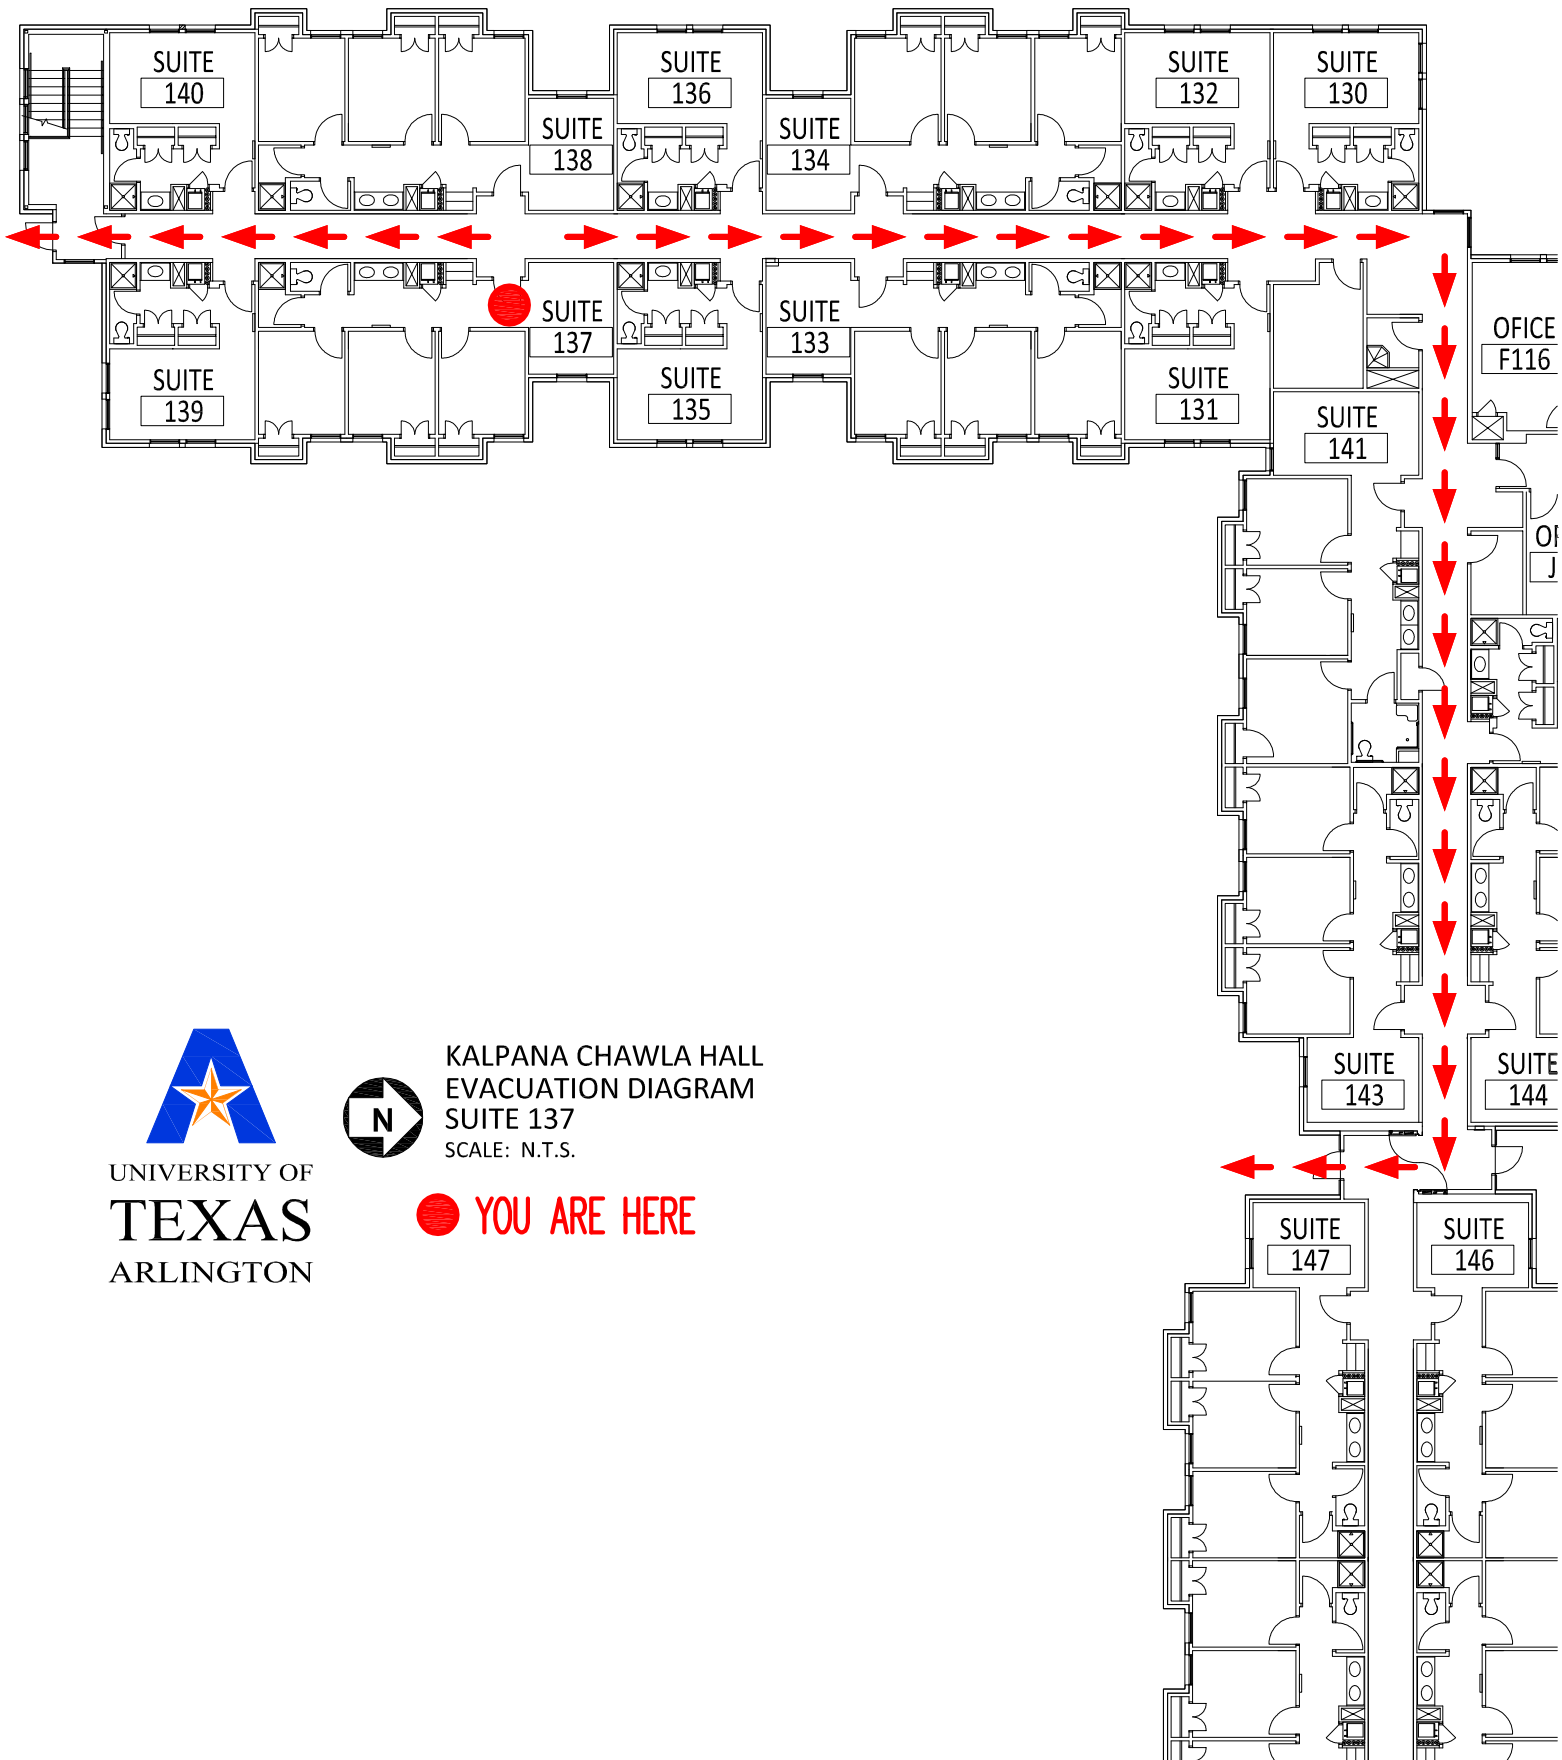 SUITE
140
SUITE
138
SUITE
136
SUITE
134
SUITE
132
SUITE
130
SUITE
139
SUITE
137
SUITE
135
SUITE
133
SUITE
131
OFICE
F116
SUITE
141
J
SUITE
143
SUITE
144
SUITE
147
SUITE
146
UNIVERSITY OF
TEXAS
ARLINGTON
N
KALPANA CHAWLA HALL
EVACUATION DIAGRAM
SUITE 137
SCALE: N.T.S.
YOU ARE HERE